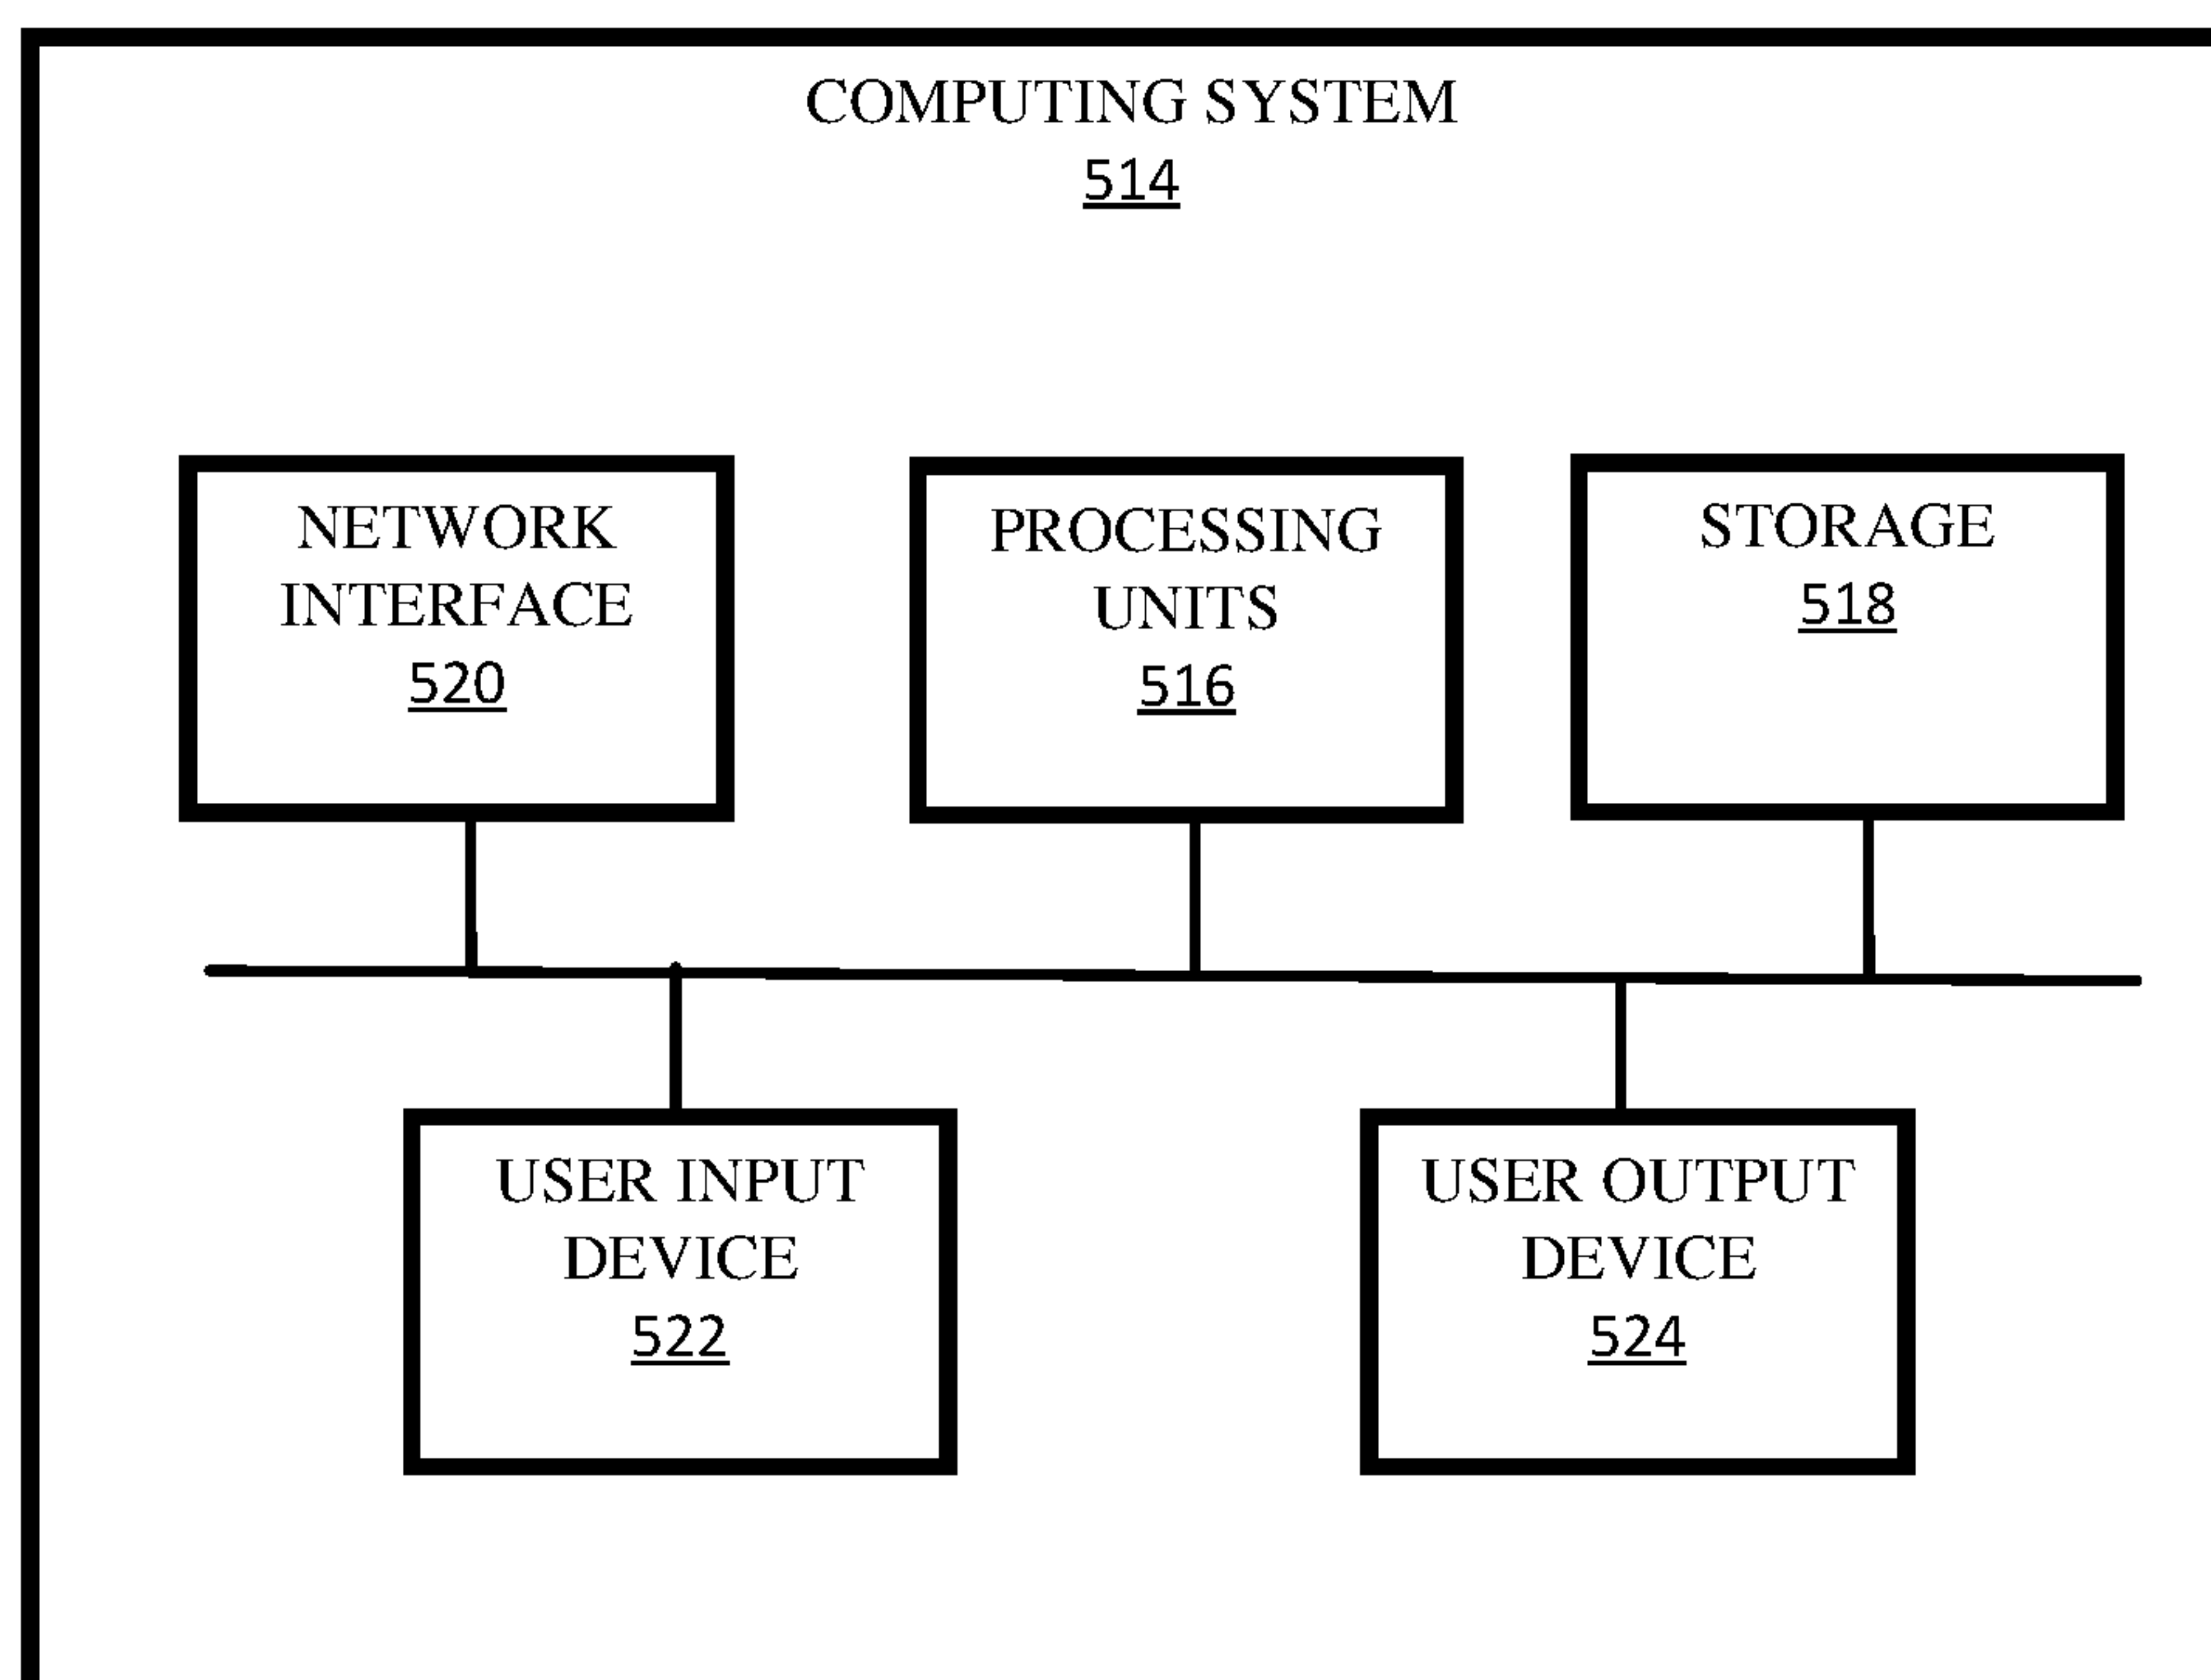 COMPUTING SYSTEM
514
NETWORK
INTERFACE
520
PROCESSING
UNITS
516
STORAGE
518
USER INPUT
DEVICE
522
USER OUTPUT
DEVICE
524